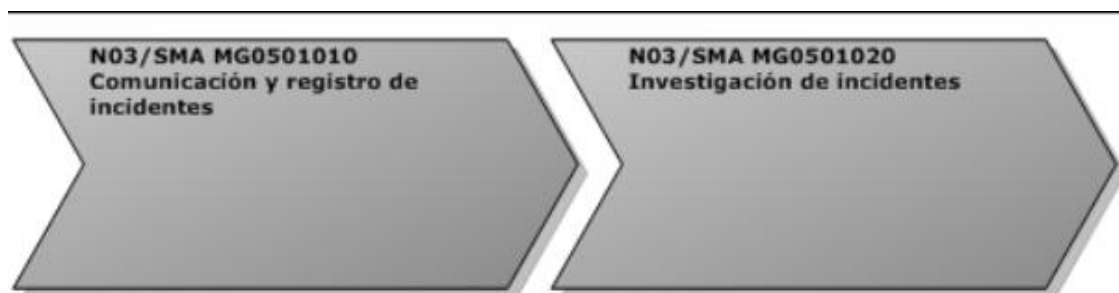 N03/SMA MG0501010
Comunicación y registro de
incidentes
N03/SMA MG0501020
Investigación de incidentes